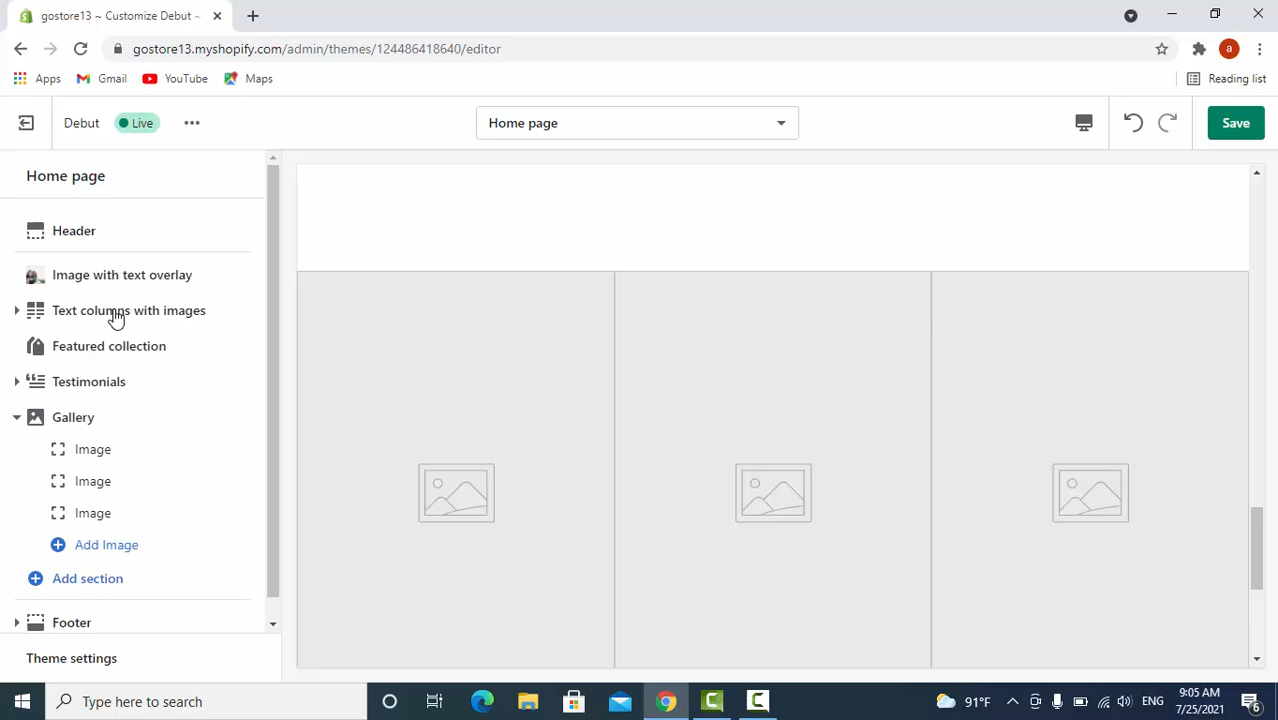 gostore13 ~ Customize Debut ~
gostore13.myshopify.com/admin/themes/124486418640/editor
a
Apps
Gmail
YouTube
Maps
Reading list
Debut
Live
Home page
Save
Home page
Header
Image with text overlay
Text columns with images
Featured collection
Testimonials
Gallery
Image
Image
Image
Add Image
Add section
Footer
Theme settings
Type here to search
91°F
ENG
9:05 AM
7/25/2021
6